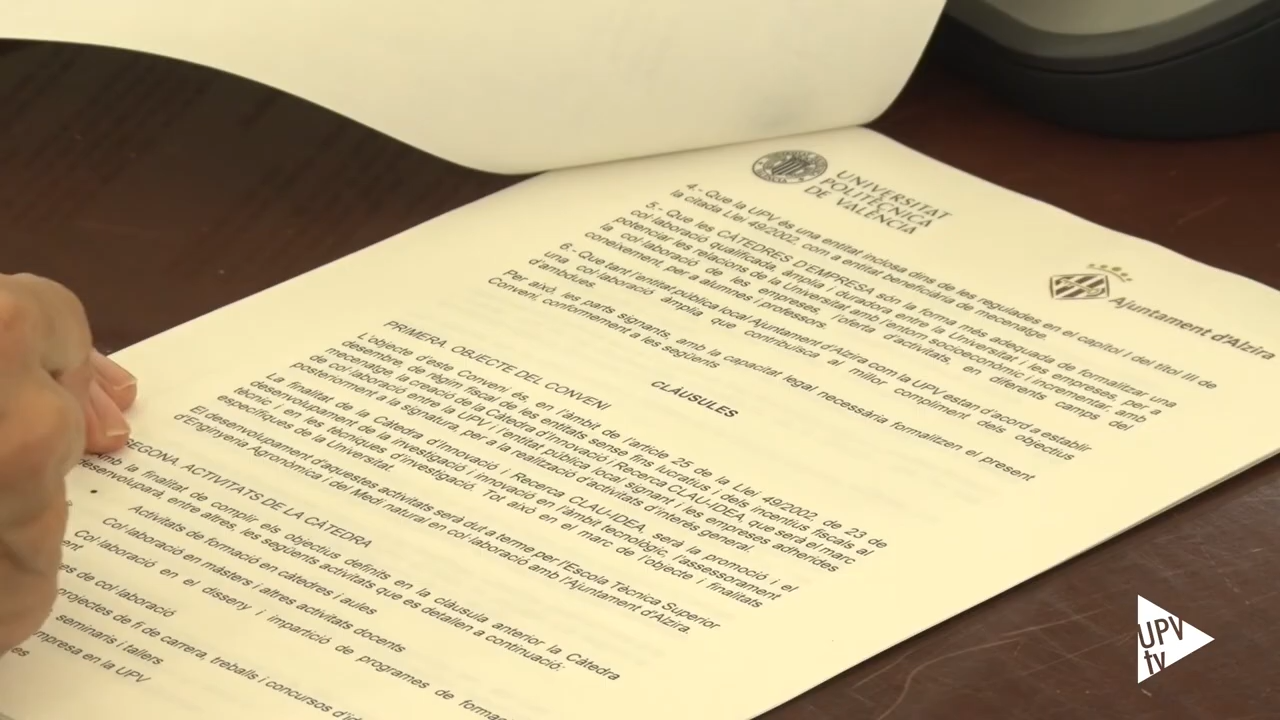 UNIVERSITAT
POLITÈCNICA
DE VALÈNCIA
Ajuntament d'Alzira
4.- Que la UPV és una entitat inclosa dins de les regulades en el capítol I del títol III de
la citada Llei 49/2002, com a entitat beneficiària de mecenatge.
5.- Que les CÀTEDRES D'EMPRESA són la forma més adequada de formalitzar una
col·laboració qualificada, àmplia i duradora entre la Universitat i les empreses, per a
potenciar les relacions de la Universitat amb l'entorn socioeconòmic i incrementar, amb
la col·laboració de les empreses, l'oferta d'activitats, en diferents camps del
coneixement, per a alumnes i professors.
6.- Que tant l'entitat pública local Ajuntament d'Alzira com la UPV estan d'acord a establir
una col·laboració àmplia que contribuïsca al millor compliment dels objectius
d'ambdues.
Per això, les parts signants, amb la capacitat legal necessària formalitzen el present
Conveni, conformement a les següents
CLÀUSULES
PRIMERA. OBJECTE DEL CONVENI
L'objecte d'este Conveni és, en l'àmbit de l'article 25 de la Llei 49/2002 de 23 de
desembre, de règim fiscal de les entitats sense fins lucratius i dels incentius fiscals al
mecenatge, la creació de la Càtedra d'Innovació i Recerca CLAU-IDEA, que serà el marc
de col·laboració entre la UPV i l'entitat pública local signant i les empreses adherides
posteriorment a la signatura, per a la realització d'activitats d'interés general.
La finalitat de la Càtedra d'Innovació i Recerca CLAU-IDEA, serà la promoció i el
desenvolupament de la investigació i innovació en l'àmbit tecnològic, l'assessorament
tècnic i en les tècniques d'investigació. Tot això en el marc de l'objecte i finalitats
específiques de la Universitat.
El desenvolupament d'aquestes activitats serà dut a terme per l'Escola Tècnica Superior
d'Enginyeria Agronòmica i del Medi natural en col·laboració amb l'Ajuntament d'Alzira.
SEGONA. ACTIVITATS DE LA CÀTEDRA
Amb la finalitat de complir els objectius definits en la clàusula anterior la Càtedra
desenvoluparà, entre altres, les següents activitats que es detallen a continuació:
Activitats de formació en càtedres i aules
Col·laboració en màsters i altres activitats docents
Col·laboració en el disseny i impartició de programes de forma
ent
es de col·laboració
projectes de fi de carrera, treballs i concursos d'id
seminaris i tallers
mpresa en la UPV
es
UPV
tv